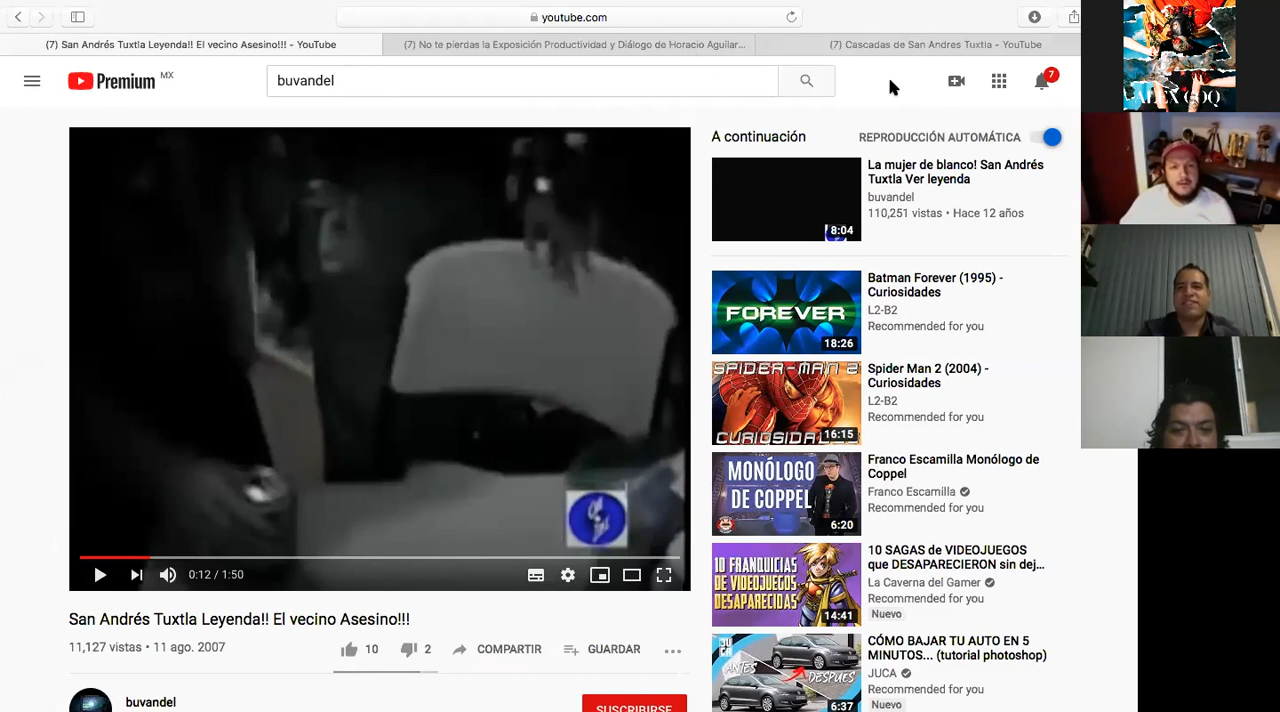 youtube.com
(7) San Andrés Tuxtla Leyenda!! El vecino Asesino!!! - YouTube
(7) No te pierdas la Exposición Productividad y Diálogo de Horacio Aguilar...
(7) Cascadas de San Andres Tuxtla - YouTube
Premium MX
buvandel
7
A continuación
REPRODUCCIÓN AUTOMÁTICA
La mujer de blanco! San Andrés
Tuxtla Ver leyenda
buvandel
110,251 vistas • Hace 12 años
8:04
Batman Forever (1995) -
Curiosidades
L2-B2
Recommended for you
FOREVER
18:26
Spider Man 2 (2004) -
Curiosidades
L2-B2
Recommended for you
SPIDER-MAN 2
16:15
Franco Escamilla Monólogo de
Coppel
Franco Escamilla
Recommended for you
MONÓLOGO
DE COPPEL
6:20
10 SAGAS de VIDEOJUEGOS
que DESAPARECIERON sin dej...
La Caverna del Gamer
Recommended for you
Nuevo
10 FRANQUICIAS
DE VIDEOJUEGOS
DESAPARECIDAS
14:41
CÓMO BAJAR TU AUTO EN 5
MINUTOS... (tutorial photoshop)
JUCA
Recommended for you
Nuevo
ANTES
DESPUES
6:37
0:12 / 1:50
San Andrés Tuxtla Leyenda!! El vecino Asesino!!!
11,127 vistas • 11 ago. 2007
10
2
COMPARTIR
GUARDAR
buvandel
SUSCRIBIRSE
ALEX COQ